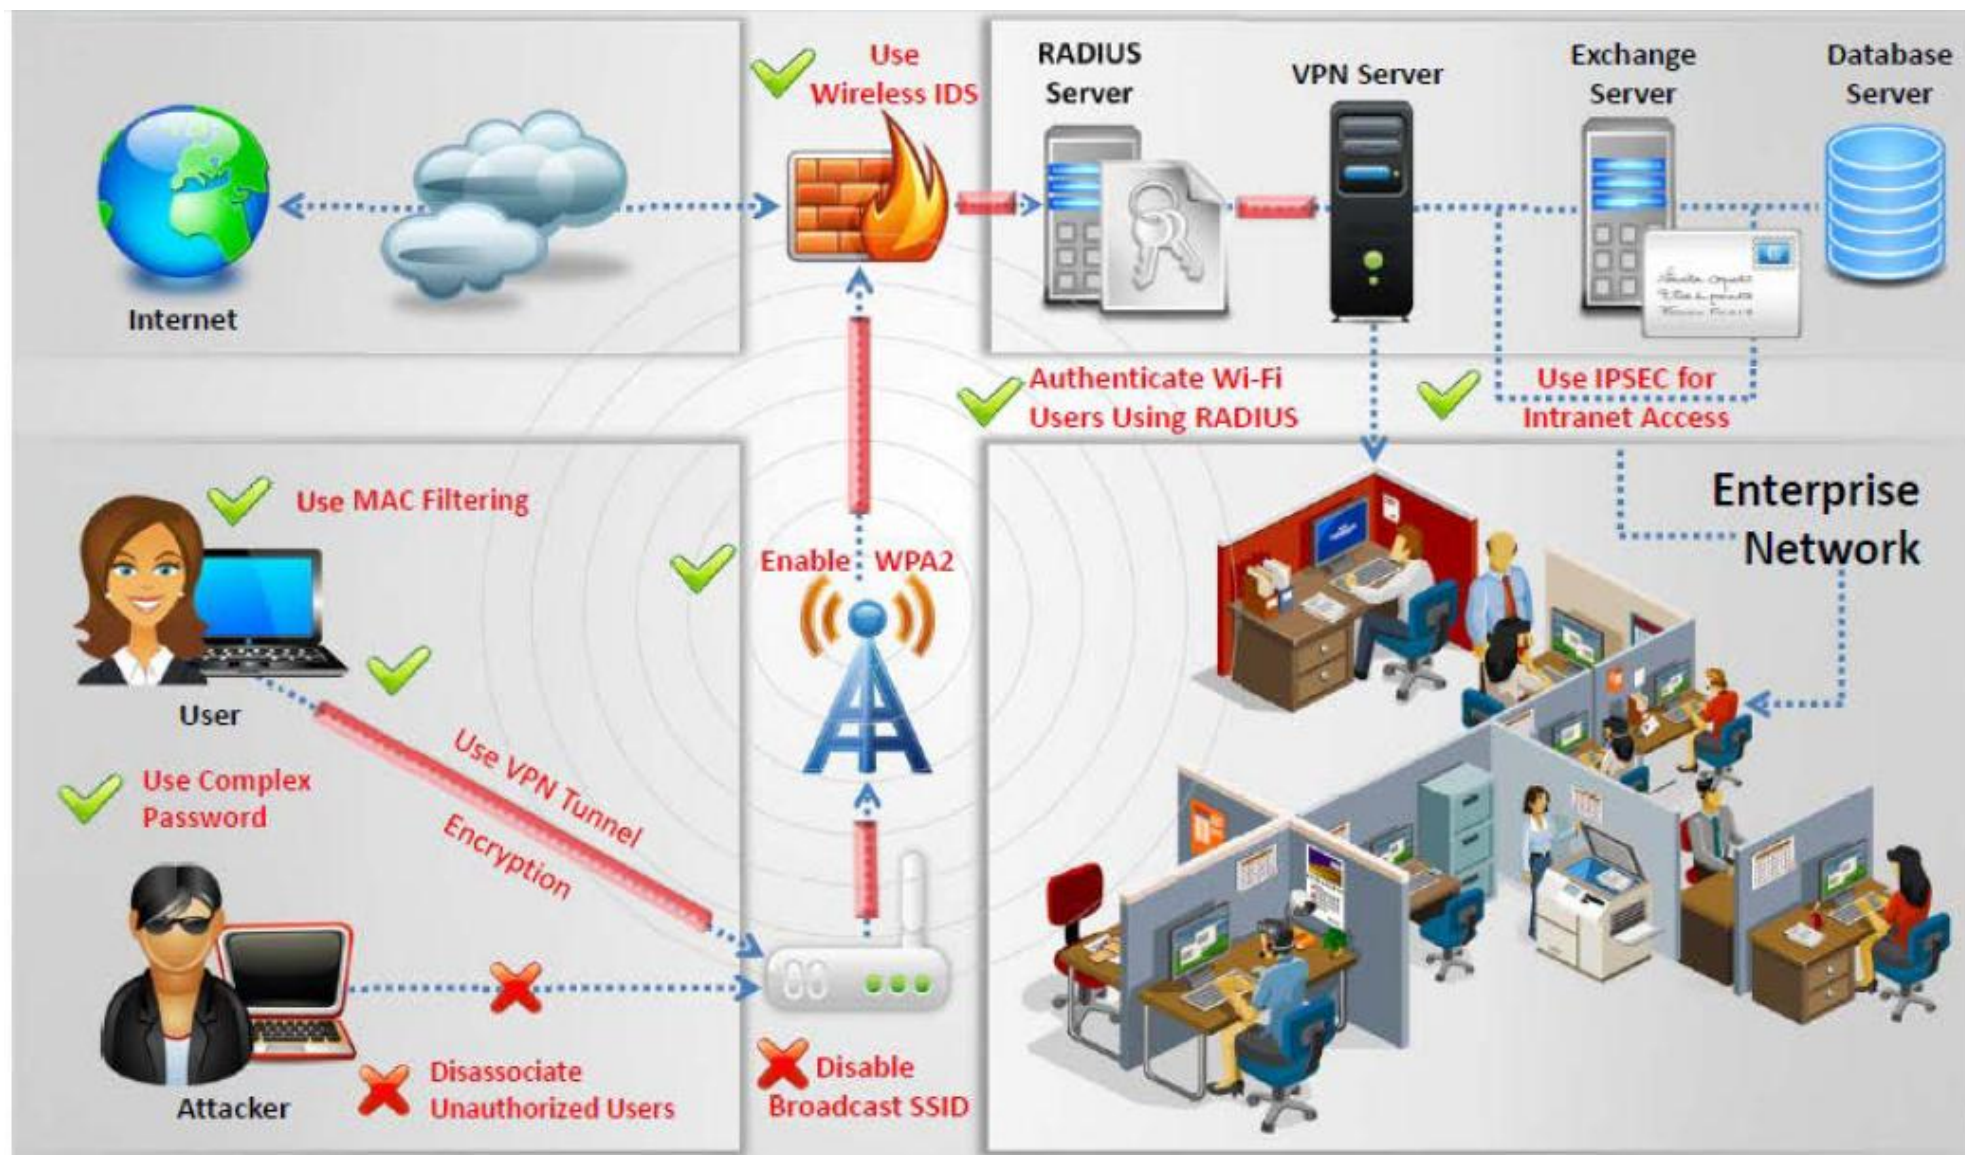 Use
Wireless IDS
RADIUS
Server
VPN Server
Exchange
Server
Database
Server
Internet
Authenticate Wi-Fi
Users Using RADIUS
Use IPSEC for
Intranet Access
Use MAC Filtering
Enable WPA2
Enterprise
Network
User
Use VPN Tunnel
Encryption
Use Complex
Password
Disassociate
Unauthorized Users
Attacker
Disable
Broadcast SSID